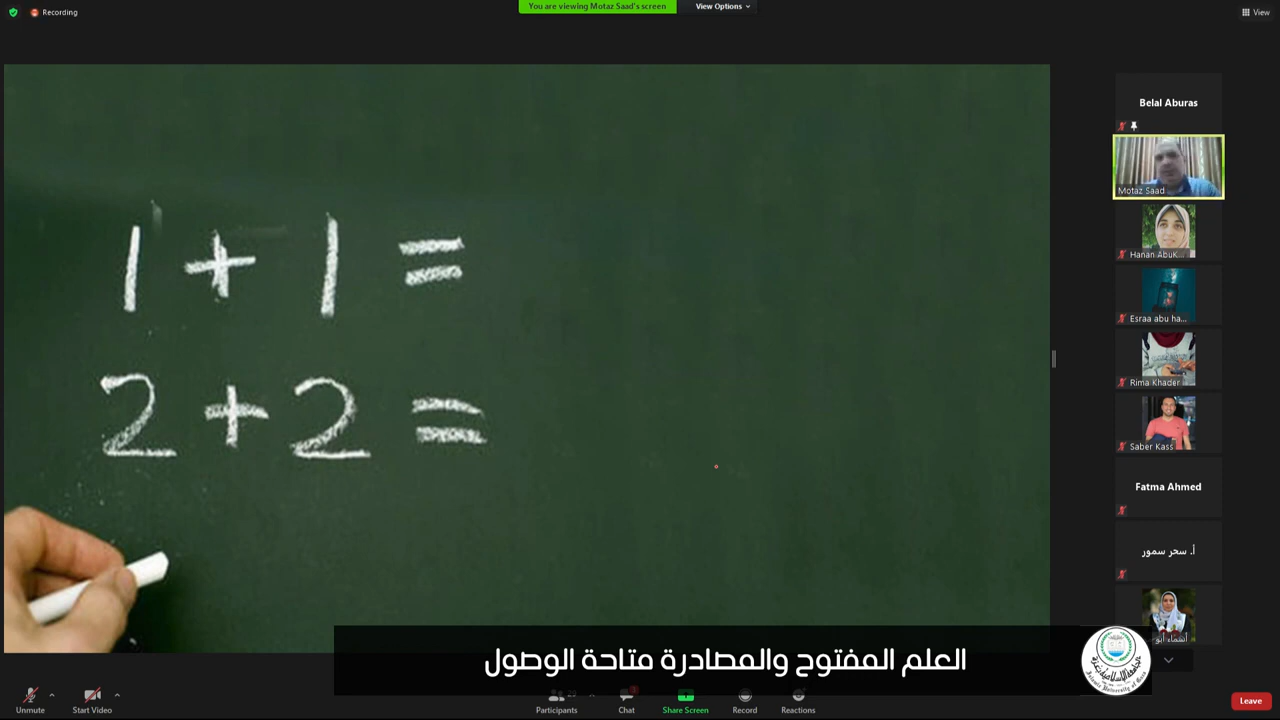 Recording
You are viewing Motaz Saad's screen
View Options
View
1 + 1 =
2 + 2 =
Belal Aburas
Motaz Saad
Hanan AbuK...
Esraa abu ha...
Rima Khader
Saber Kass
Fatma Ahmed
أ. سحر سمور
العلم المفتوح والمصادرة متاحة الوصول
Unmute
Start Video
Participants
Chat
Share Screen
Record
Reactions
Leave